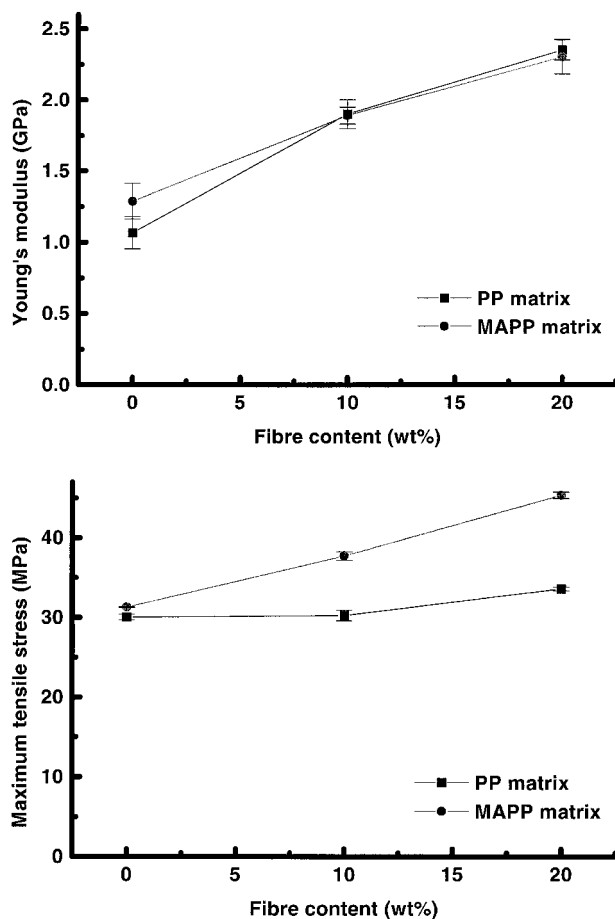 2.5
2.0
1.5
1.0
0.5
0.0
Young's modulus (GPa)
PP matrix
MAPP matrix
0 5 10 15 20
Fibre content (wt%)
40
30
20
10
0
Maximum tensile stress (MPa)
PP matrix
MAPP matrix
0 5 10 15 20
Fibre content (wt%)